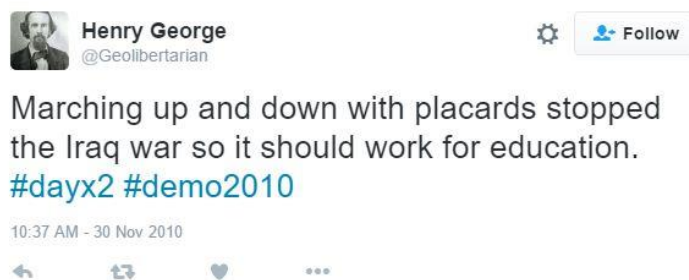 Henry George
@Geolibertarian
Follow
Marching up and down with placards stopped
the Iraq war so it should work for education.
#dayx2 #demo2010
10:37 AM - 30 Nov 2010